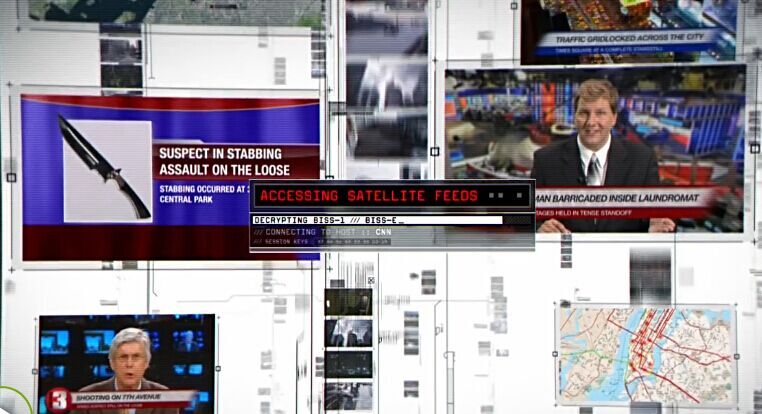 TRAFFIC GRIDLOCKED ACROSS THE CITY
TIMES SQUARE AT A COMPLETE STANDSTILL
SUSPECT IN STABBING
ASSAULT ON THE LOOSE
STABBING OCCURRED AT
CENTRAL PARK
ACCESSING SATELLITE FEEDS
DECRYPTING BISS-1 /// BISS-E_
/// CONNECTING TO HOST :: CNN
/// SESSION KEYS
MAN BARRICADED INSIDE LAUNDROMAT
HELD IN TENSE STANDOFF
3
SHOOTING ON 7TH AVENUE